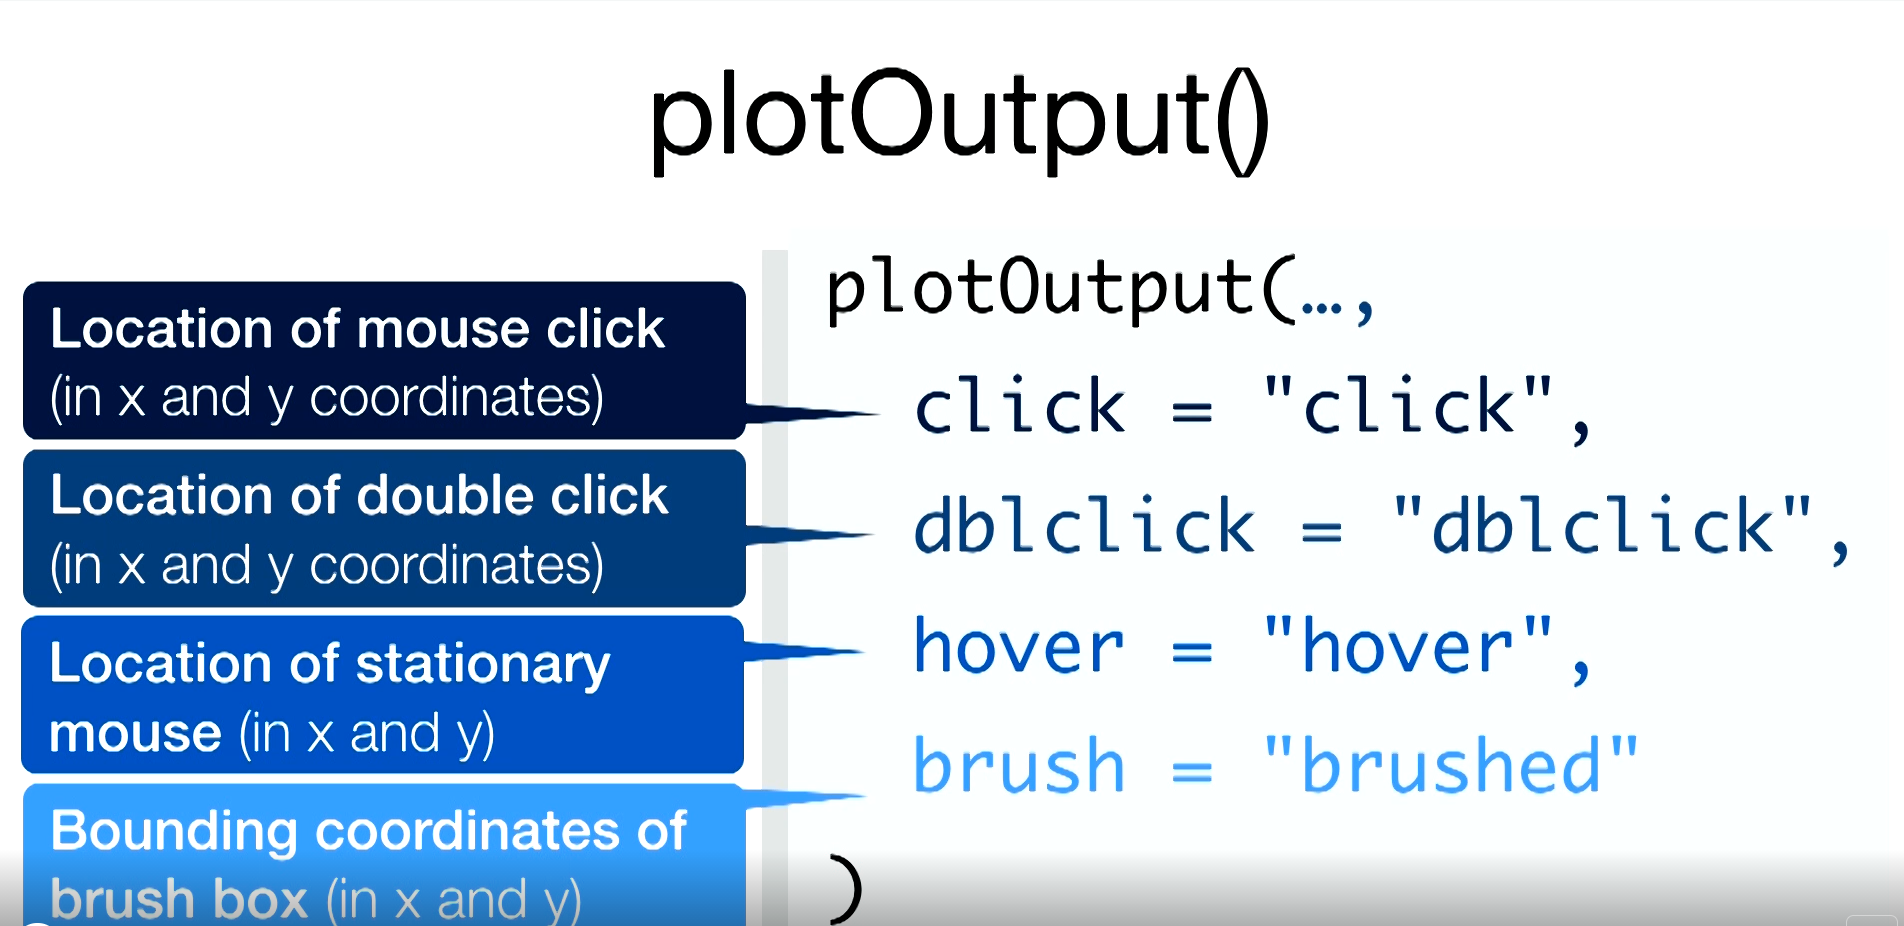 plotOutput()
Location of mouse click
(in x and y coordinates)
Location of double click
(in x and y coordinates)
Location of stationary
mouse (in x and y)
Bounding coordinates of
brush box (in x and y)
plotOutput(…,
click = "click",
dblclick = "dblclick",
hover = "hover",
brush = "brushed"
)